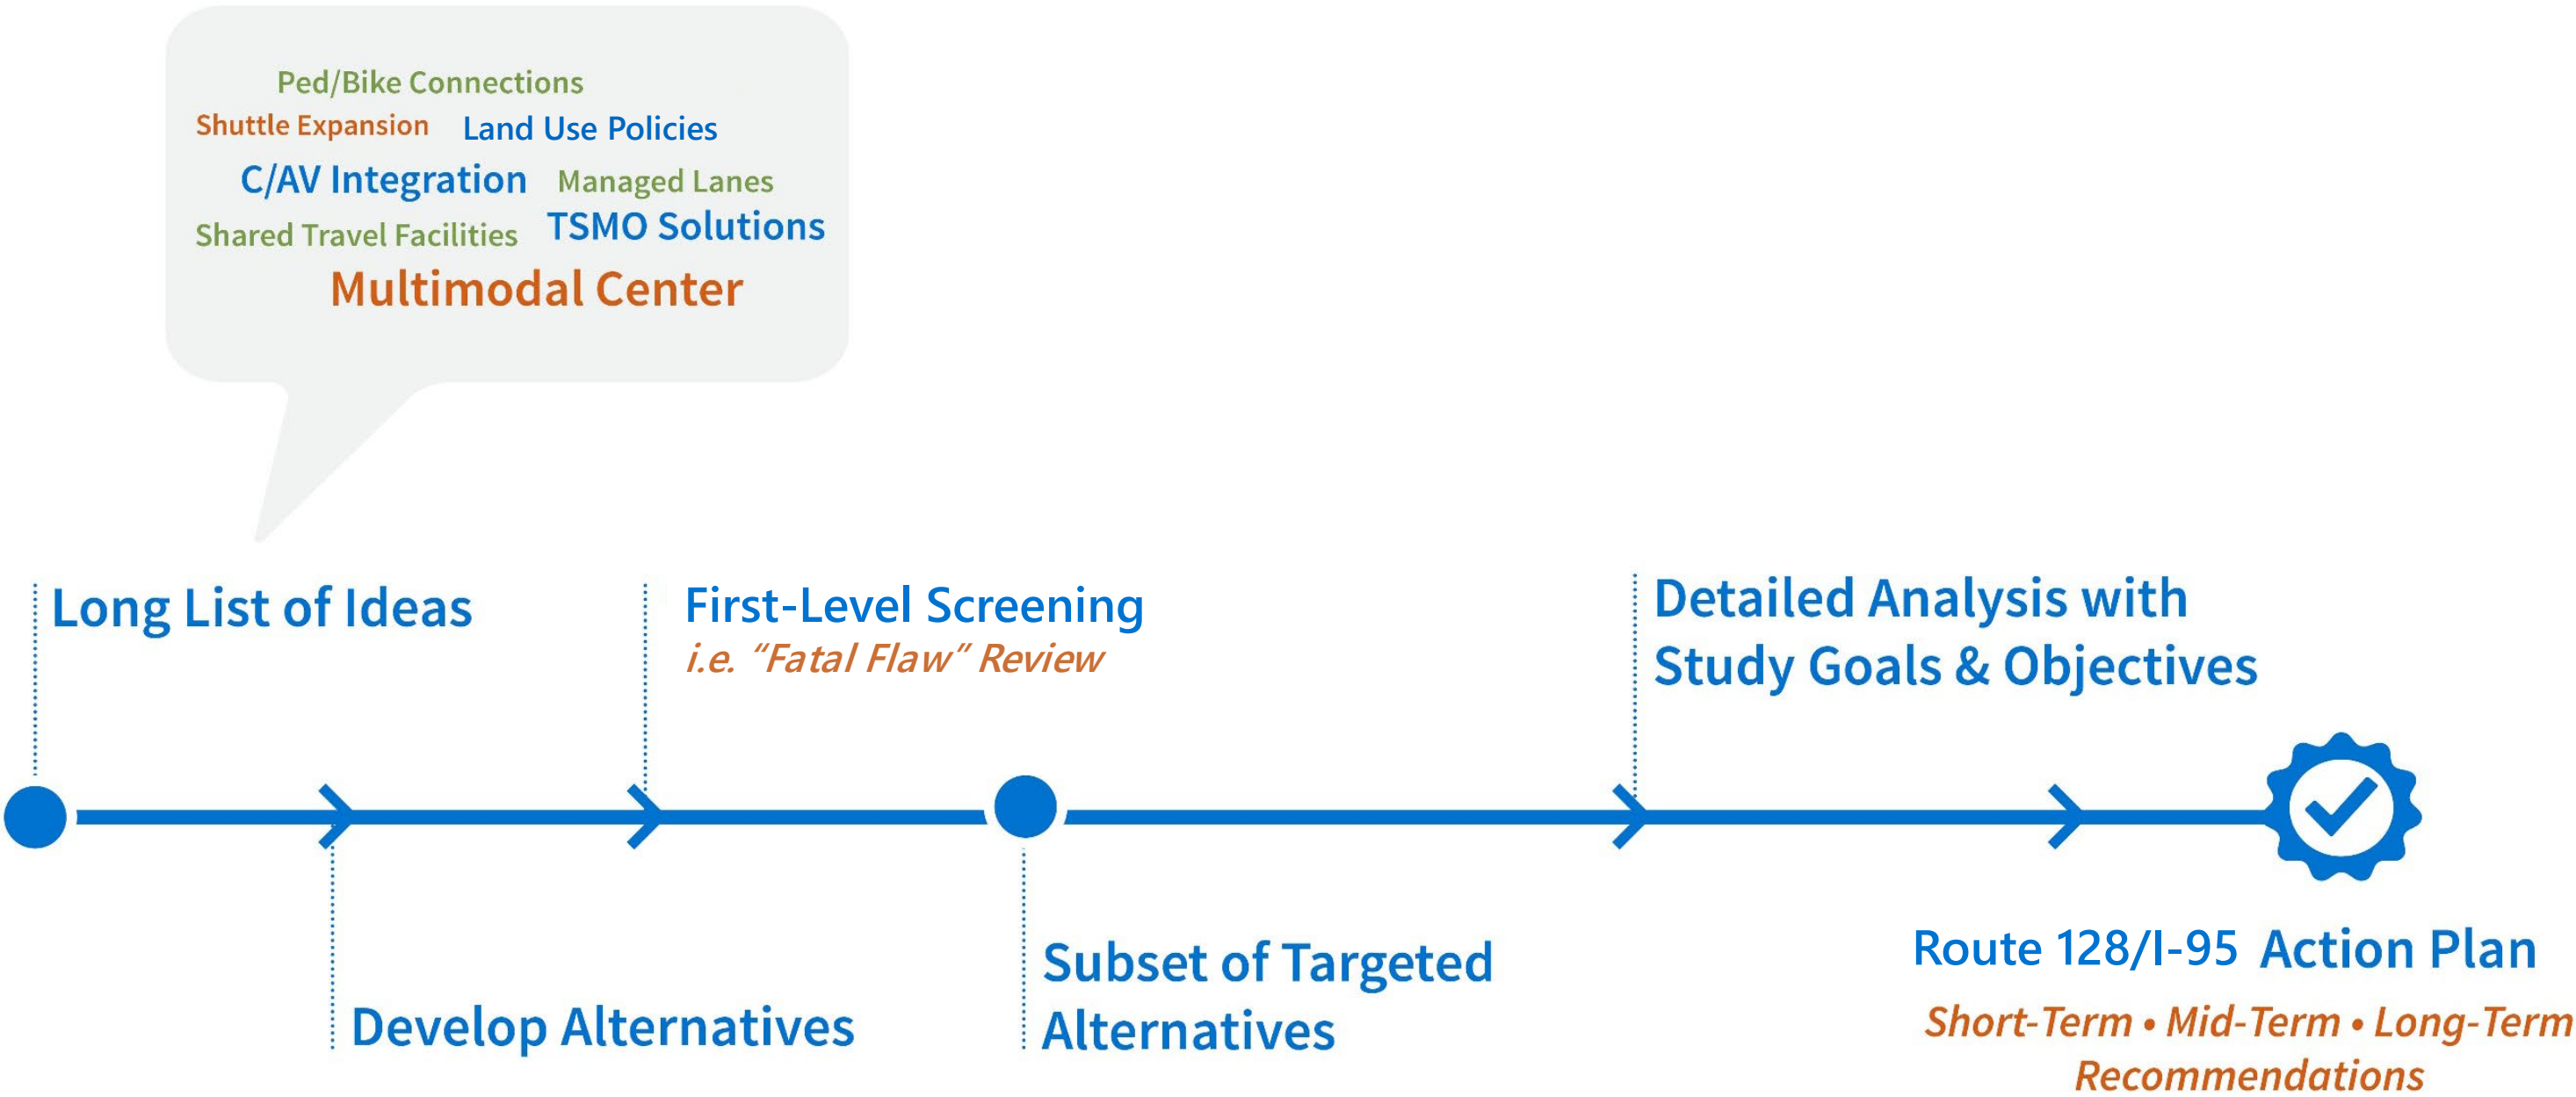 Ped/Bike Connections
Shuttle Expansion Land Use Policies
C/AV Integration Managed Lanes
Shared Travel Facilities TSMO Solutions
Multimodal Center
Long List of Ideas
First-Level Screening
i.e. “Fatal Flaw” Review
Detailed Analysis with
Study Goals & Objectives
Develop Alternatives
Subset of Targeted
Alternatives
Route 128/I-95 Action Plan
Short-Term • Mid-Term • Long-Term
Recommendations